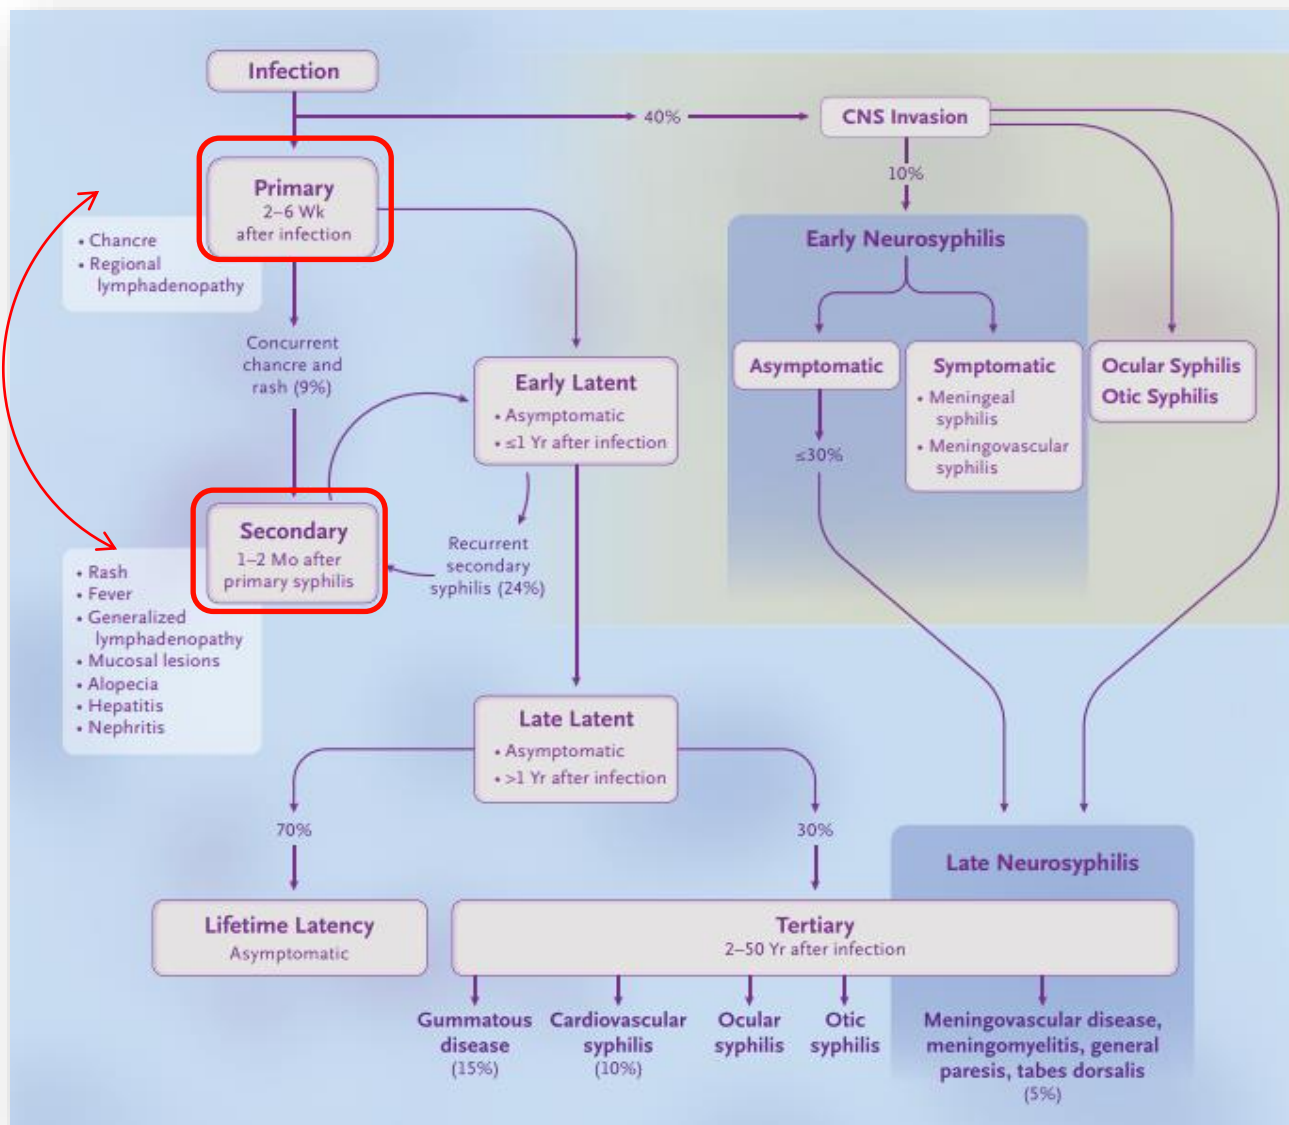 Infection
40%
CNS Invasion
10%
Primary
2–6 Wk
after infection
• Chancre
• Regional
lymphadenopathy
Concurrent
chancre and
rash (9%)
Early Latent
• Asymptomatic
• ≤1 Yr after infection
Secondary
1–2 Mo after
primary syphilis
Recurrent
secondary
syphilis (24%)
• Rash
• Fever
• Generalized
lymphadenopathy
• Mucosal lesions
• Alopecia
• Hepatitis
• Nephritis
Early Neurosyphilis
Asymptomatic
≤30%
Symptomatic
• Meningeal
syphilis
• Meningovascular
syphilis
Ocular Syphilis
Otic Syphilis
Late Latent
• Asymptomatic
• >1 Yr after infection
70%
30%
Lifetime Latency
Asymptomatic
Late Neurosyphilis
Tertiary
2–50 Yr after infection
Gummatous
disease
(15%)
Cardiovascular
syphilis
(10%)
Ocular
syphilis
Otic
syphilis
Meningovascular disease,
meningomyelitis, general
paresis, tabes dorsalis
(5%)